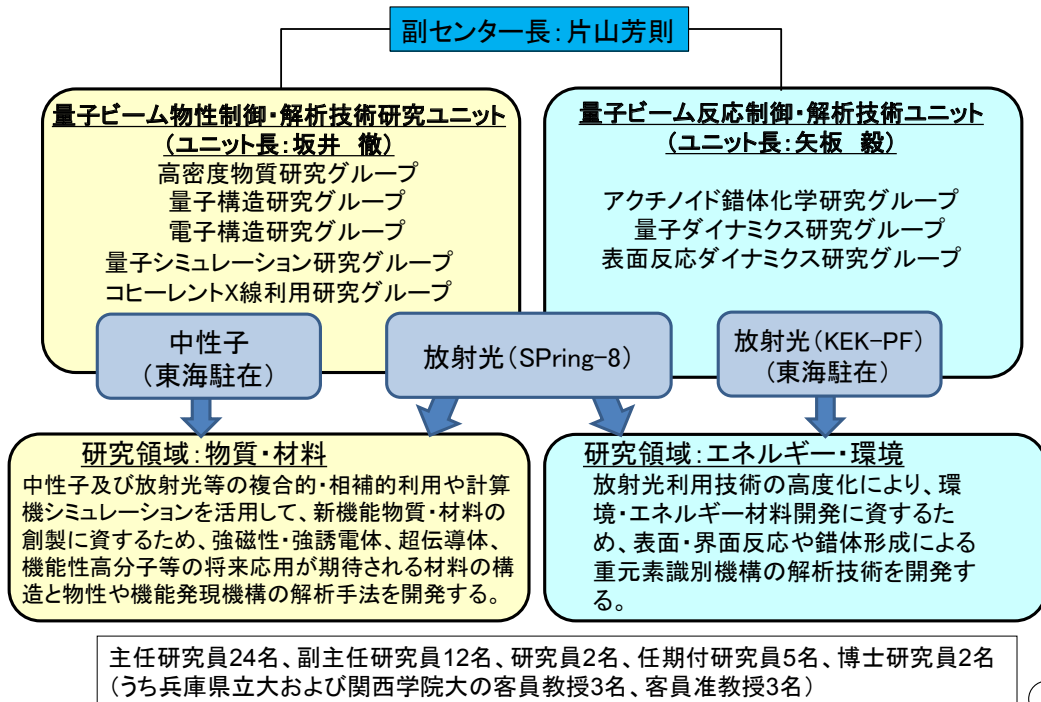 副センター長:片山芳則
量子ビーム物性制御・解析技術研究ユニット
(ユニット長:坂井 徹)
高密度物質研究グループ
量子構造研究グループ
電子構造研究グループ
量子シミュレーション研究グループ
コヒーレントX線利用研究グループ
量子ビーム反応制御・解析技術ユニット
(ユニット長:矢板 毅)
アクチノイド錯体化学研究グループ
量子ダイナミクス研究グループ
表面反応ダイナミクス研究グループ
中性子
(東海駐在)
放射光(SPring-8)
放射光(KEK-PF)
(東海駐在)
研究領域:物質・材料
中性子及び放射光等の複合的・相補的利用や計算
機シミュレーションを活用して、新機能物質・材料の
創製に資するため、強磁性・強誘電体、超伝導体、
機能性高分子等の将来応用が期待される材料の構
造と物性や機能発現機構の解析手法を開発する。
研究領域:エネルギー・環境
放射光利用技術の高度化により、環
境・エネルギー材料開発に資するた
め、表面・界面反応や錯体形成による
重元素識別機構の解析技術を開発す
る。
主任研究員24名、副主任研究員12名、研究員2名、任期付研究員5名、博士研究員2名
(うち兵庫県立大および関西学院大の客員教授3名、客員准教授3名)